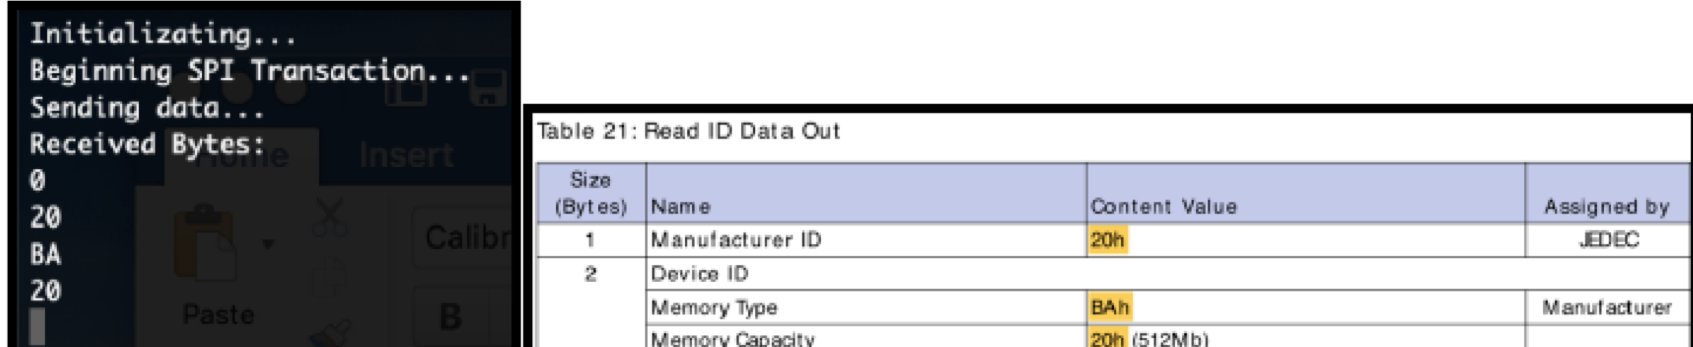 Initializating...
Beginning SPI Transaction...
Sending data...
Received Bytes:
0
20
BA
20
Home Insert
Calibr
Paste
B
Table 21: Read ID Data Out
Size (Bytes) Name Content Value Assigned by
1 Manufacturer ID 20h JEDEC
2 Device ID
Memory Type BAh Manufacturer
Memory Capacity 20h (512Mb)